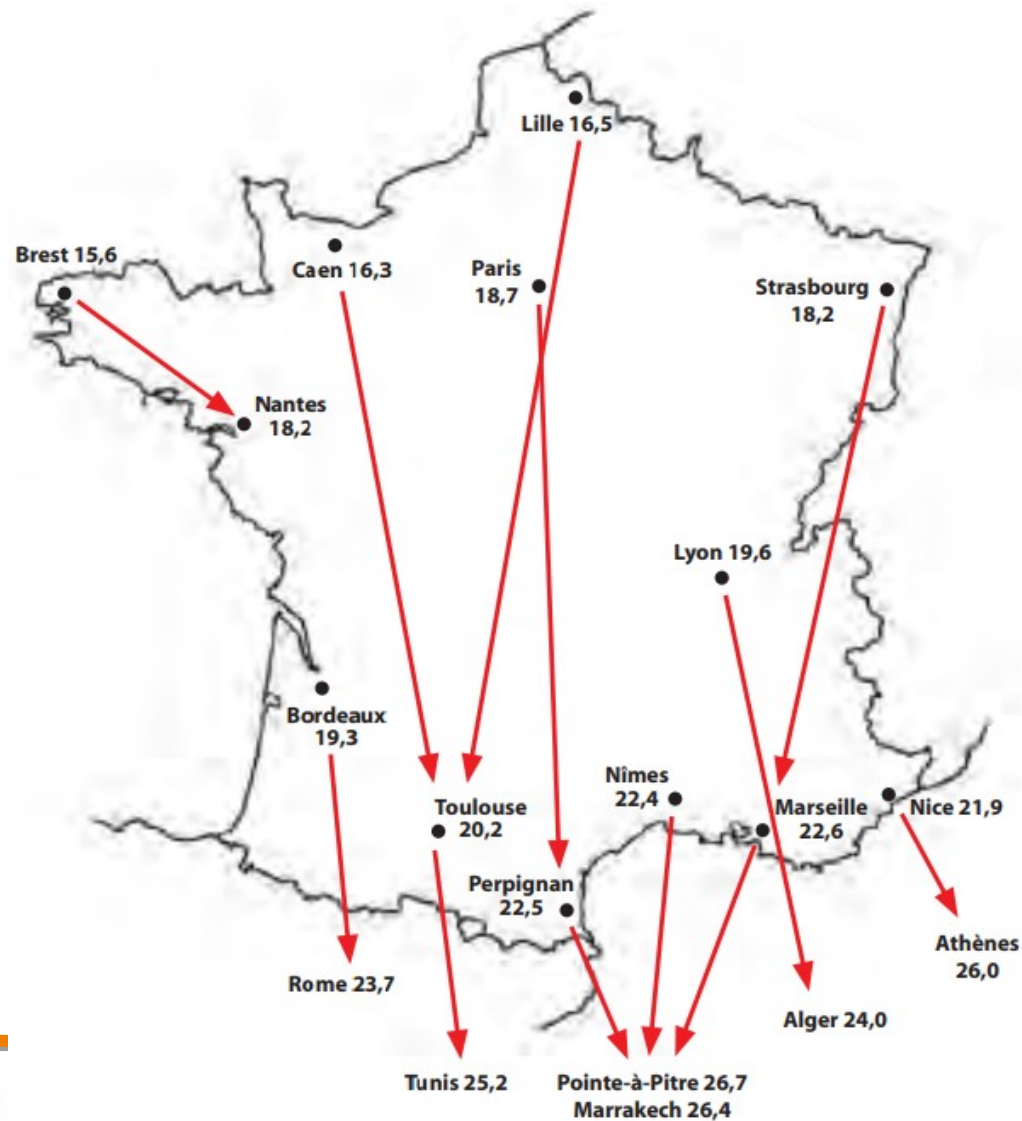 Lille 16,5
Brest 15,6
Caen 16,3
Paris
18,7
Strasbourg
18,2
Nantes
18,2
Lyon 19,6
Bordeaux
19,3
Nîmes
22,4
Toulouse
20,2
Marseille
22,6
Nice 21,9
Perpignan
22,5
Athènes
26,0
Rome 23,7
Alger 24,0
Tunis 25,2
Pointe-à-Pitre 26,7
Marrakech 26,4